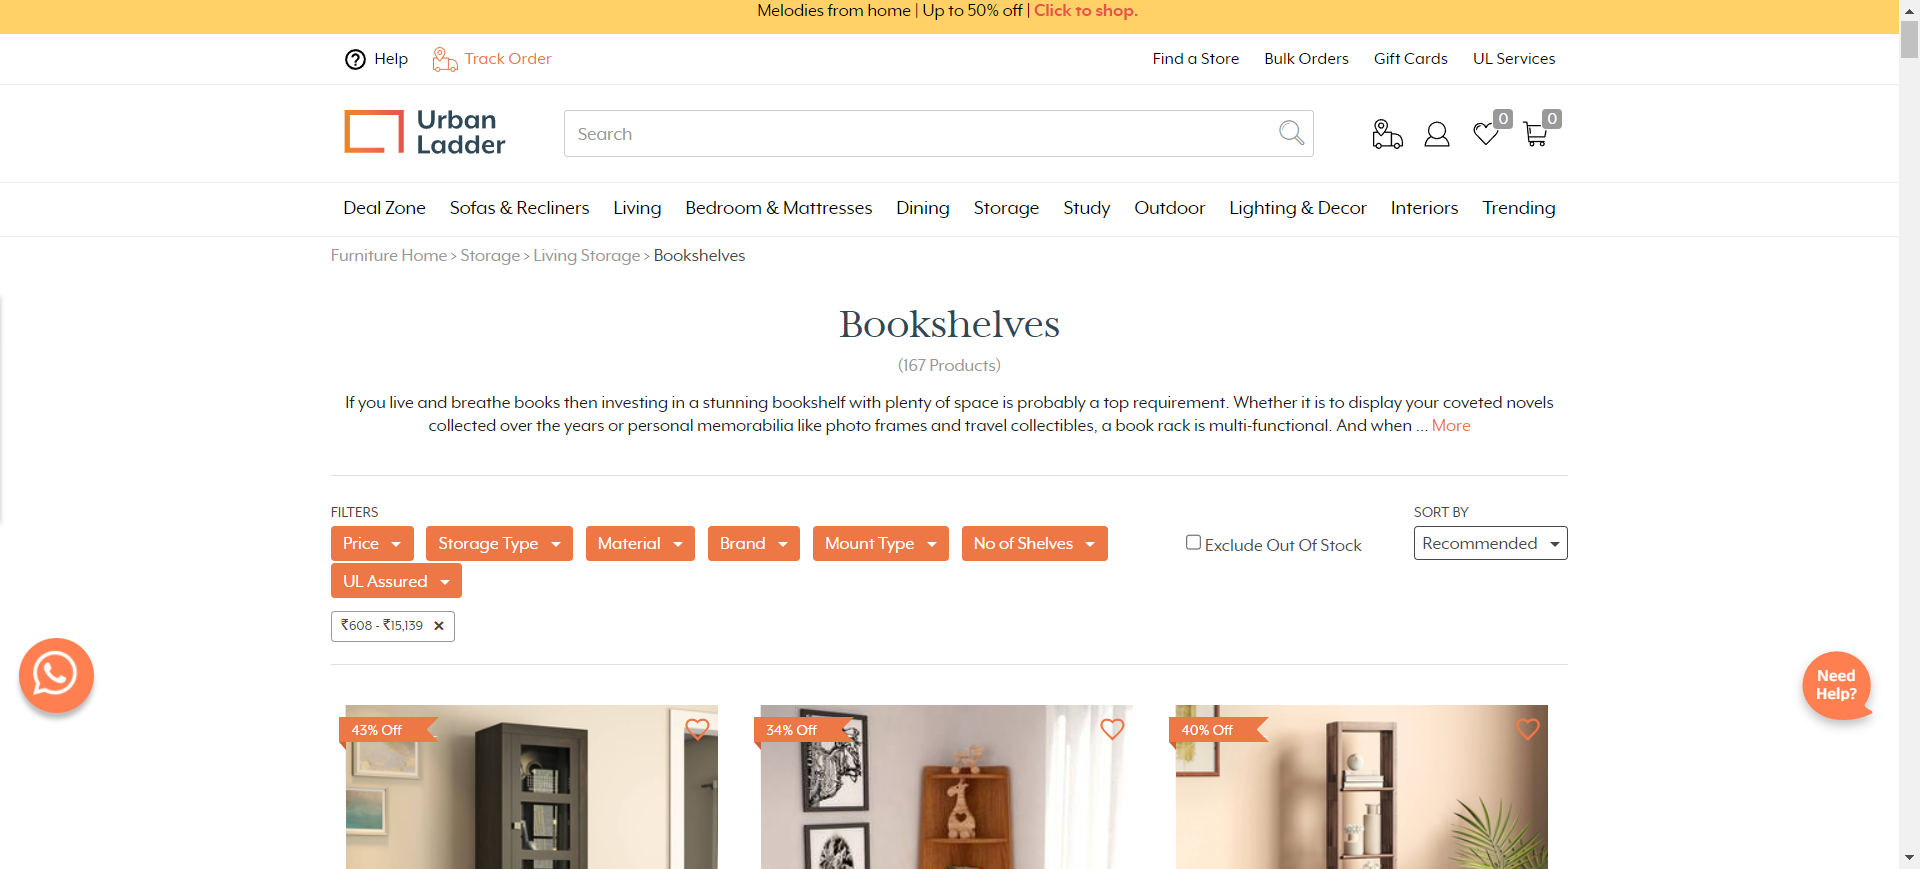 Melodies from home | Up to 50% off | Click to shop.
Help Track Order Find a Store Bulk Orders Gift Cards UL Services
Urban
Ladder
Search
0 0
Deal Zone Sofas & Recliners Living Bedroom & Mattresses Dining Storage Study Outdoor Lighting & Decor Interiors Trending
Furniture Home > Storage > Living Storage > Bookshelves
Bookshelves
(167 Products)
If you live and breathe books then investing in a stunning bookshelf with plenty of space is probably a top requirement. Whether it is to display your coveted novels
collected over the years or personal memorabilia like photo frames and travel collectibles, a book rack is multi-functional. And when ... More
FILTERS SORT BY
Price Storage Type Material Brand Mount Type No of Shelves Exclude Out Of Stock Recommended
UL Assured
₹608 - ₹15,139 ×
Need
Help?
43% Off 34% Off 40% Off